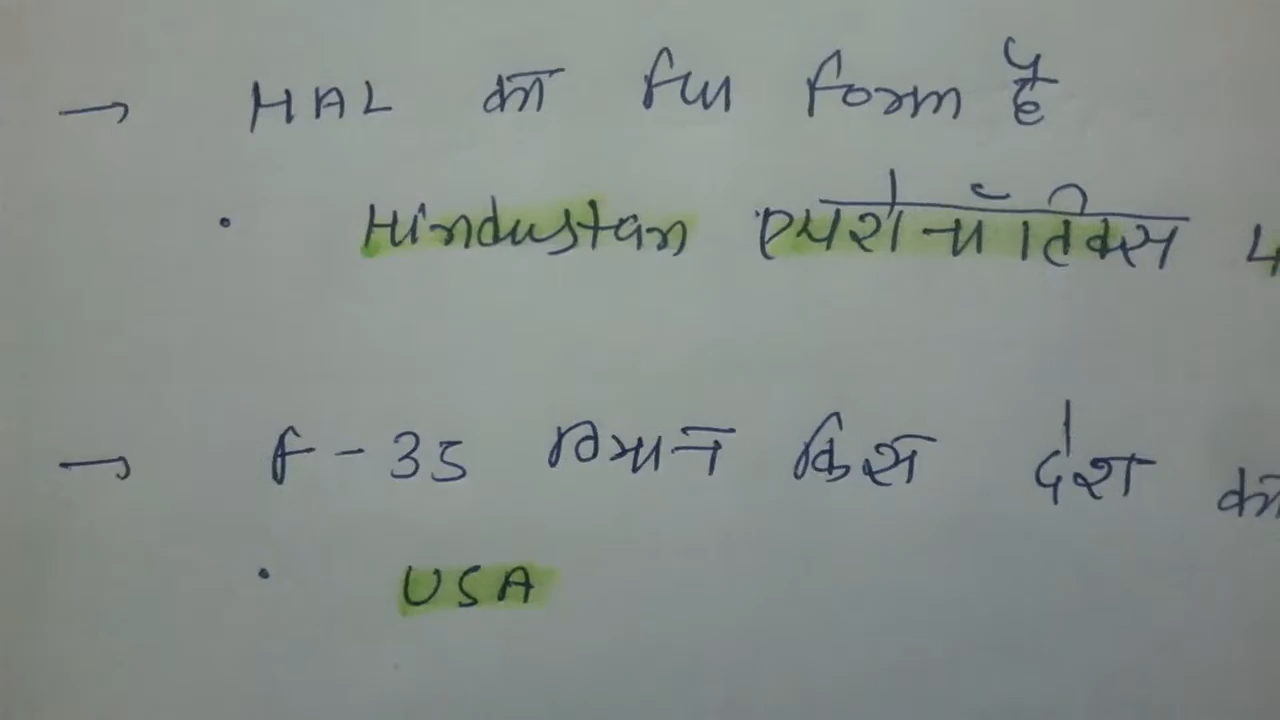 → HAL का Full Form है
• Hindustan एयरोनॉटिक्स
→ F-35 विमान किस देश का
• USA